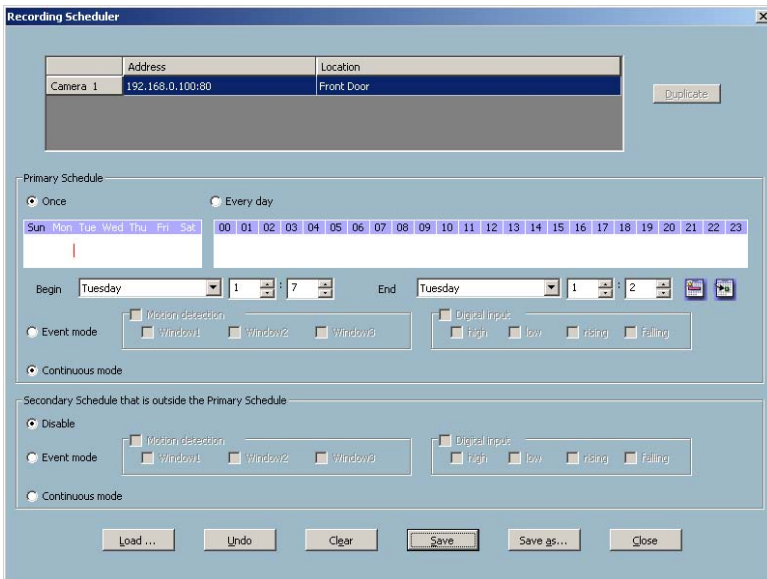 Recording Scheduler
Address Location
Camera 1 192.168.0.100:80 Front Door
Duplicate
Primary Schedule
Once Every day
Sun Mon Tue Wed Thu Fri Sat 00 01 02 03 04 05 06 07 08 09 10 11 12 13 14 15 16 17 18 19 20 21 22 23
Begin Tuesday 1 : 7 End Tuesday 1 : 2
Motion detection Digital input
Event mode Window1 Window2 Window3 high low rising falling
Continuous mode
Secondary Schedule that is outside the Primary Schedule
Disable
Motion detection Digital input
Event mode Window1 Window2 Window3 high low rising falling
Continuous mode
Load ... Undo Clear Save Save as... Close